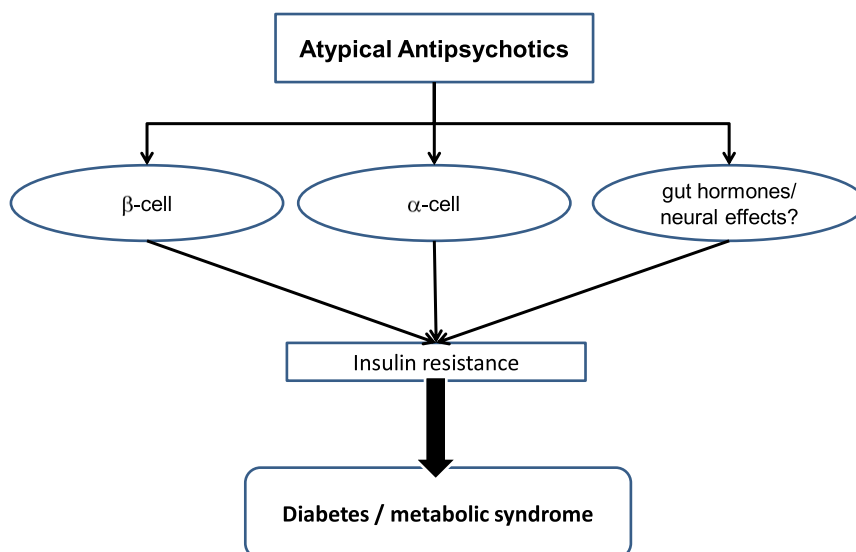 Atypical Antipsychotics
β-cell
α-cell
gut hormones/
neural effects?
Insulin resistance
Diabetes / metabolic syndrome